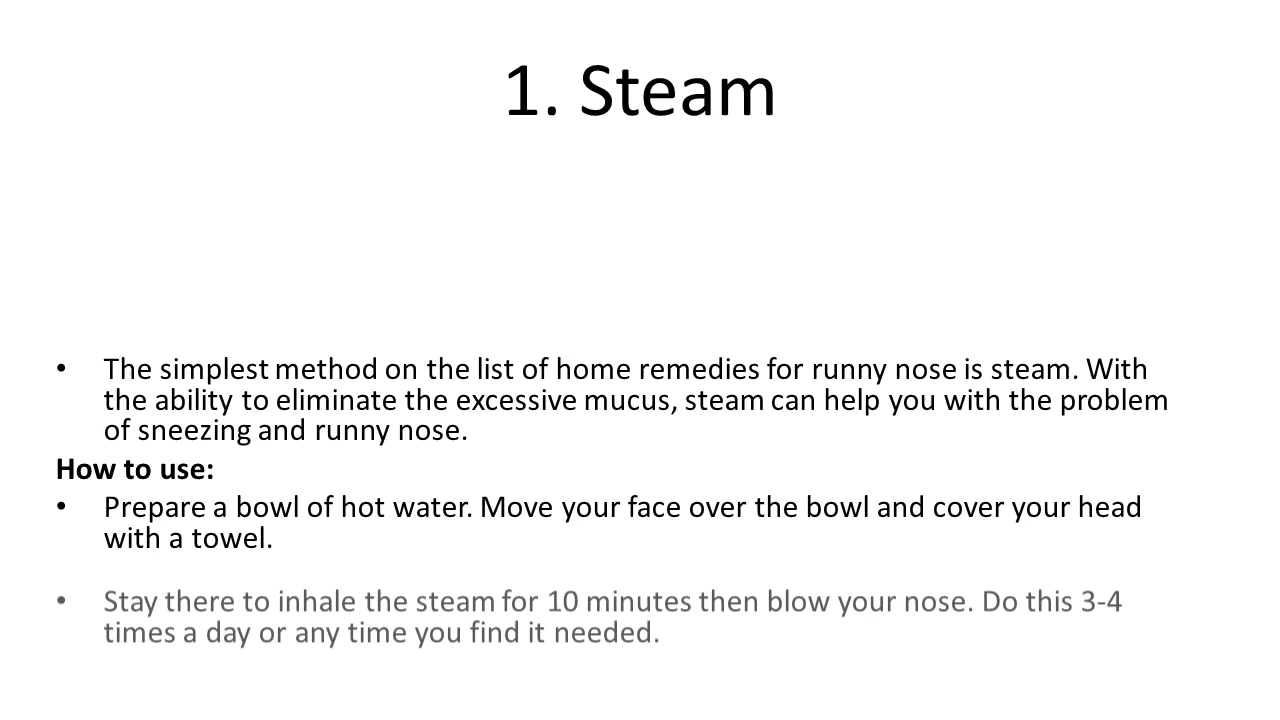 1. Steam
• The simplest method on the list of home remedies for runny nose is steam. With
the ability to eliminate the excessive mucus, steam can help you with the problem
of sneezing and runny nose.
How to use:
• Prepare a bowl of hot water. Move your face over the bowl and cover your head
with a towel.
• Stay there to inhale the steam for 10 minutes then blow your nose. Do this 3-4
times a day or any time you find it needed.